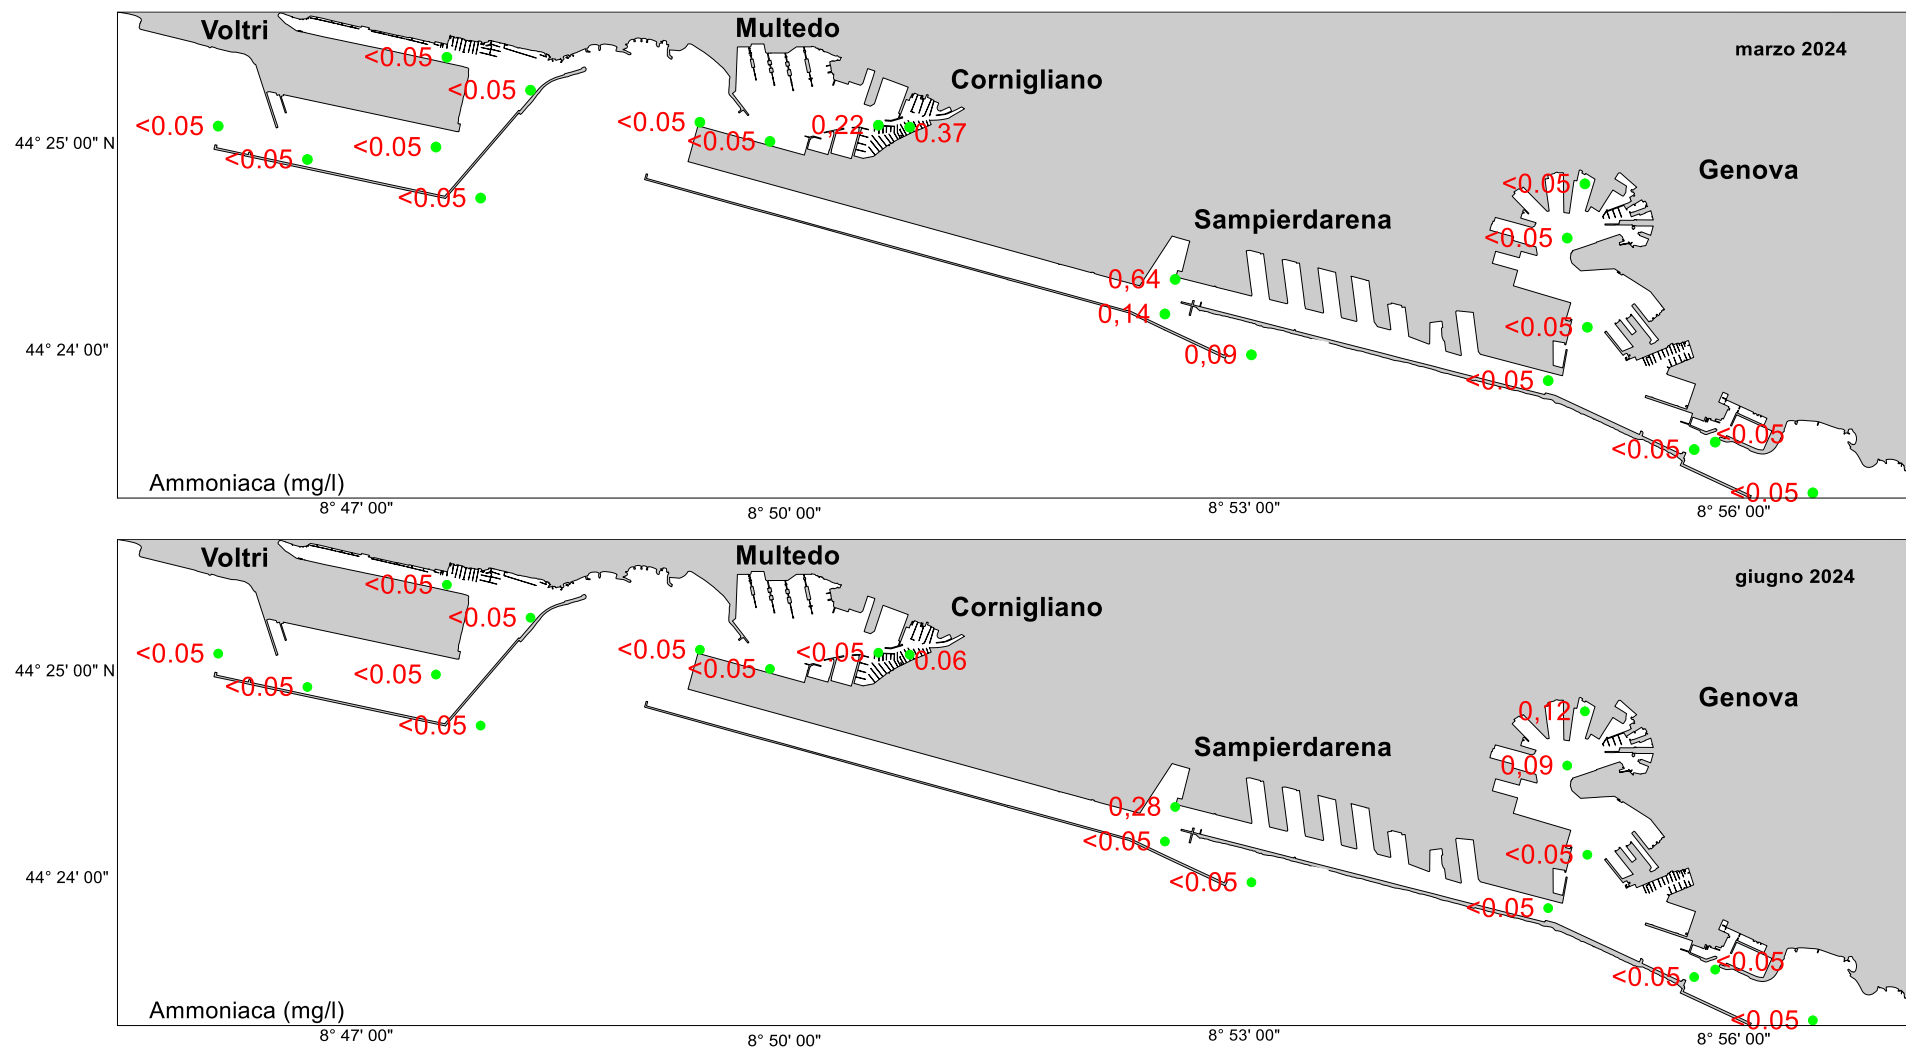 Voltri
Multedo
marzo 2024
<0.05
Cornigliano
<0.05
<0.05
<0.05
0,22
<0.05
0.37
44° 25' 00" N
<0.05
<0.05
<0.05
Genova
<0.05
<0.05
Sampierdarena
<0.05
0,64
0,14
<0.05
44° 24' 00"
0,09
<0.05
<0.05
<0.05
Ammoniaca (mg/l)
<0.05
8° 47' 00"
8° 50' 00"
8° 53' 00"
8° 56' 00"
Voltri
Multedo
giugno 2024
<0.05
Cornigliano
<0.05
<0.05
<0.05
<0.05
0.06
<0.05
44° 25' 00" N
<0.05
<0.05
Genova
<0.05
0,12
Sampierdarena
0,09
0,28
<0.05
<0.05
44° 24' 00"
<0.05
<0.05
<0.05
<0.05
Ammoniaca (mg/l)
<0.05
8° 47' 00"
8° 50' 00"
8° 53' 00"
8° 56' 00"